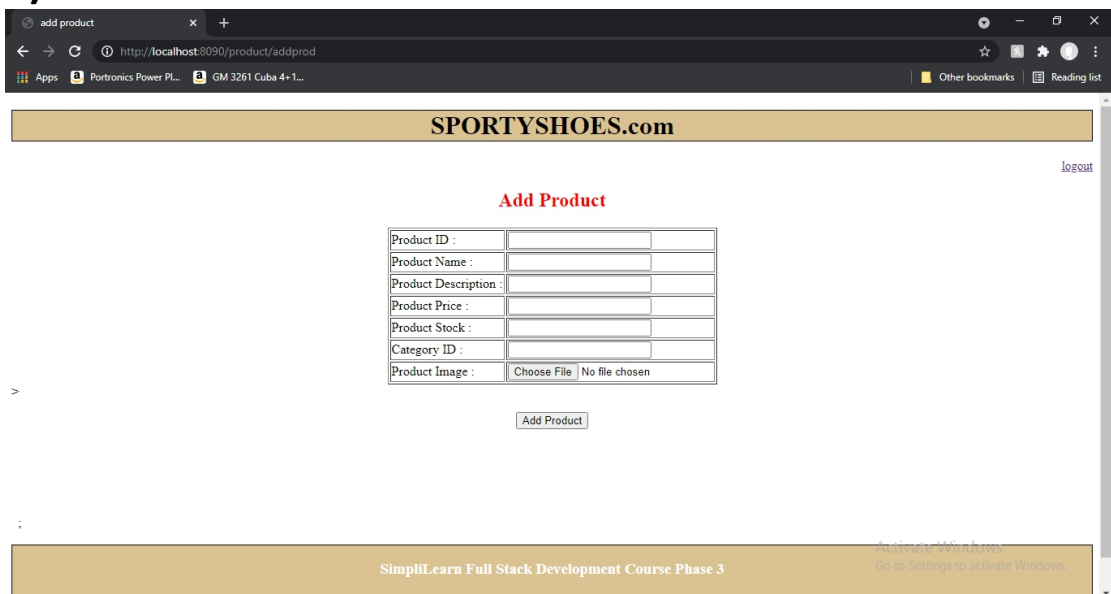 add product
http://localhost:8090/product/addprod
Apps Portronics Power Pl... GM 3261 Cuba 4+1... Other bookmarks Reading list
SPORTYSHOES.com
logout
Add Product
Product ID :
Product Name :
Product Description :
Product Price :
Product Stock :
Category ID :
Product Image : Choose File No file chosen
>
Add Product
;
Activate Windows
SimpliLearn Full Stack Development Course Phase 3 Go to Settings to activate Windows.